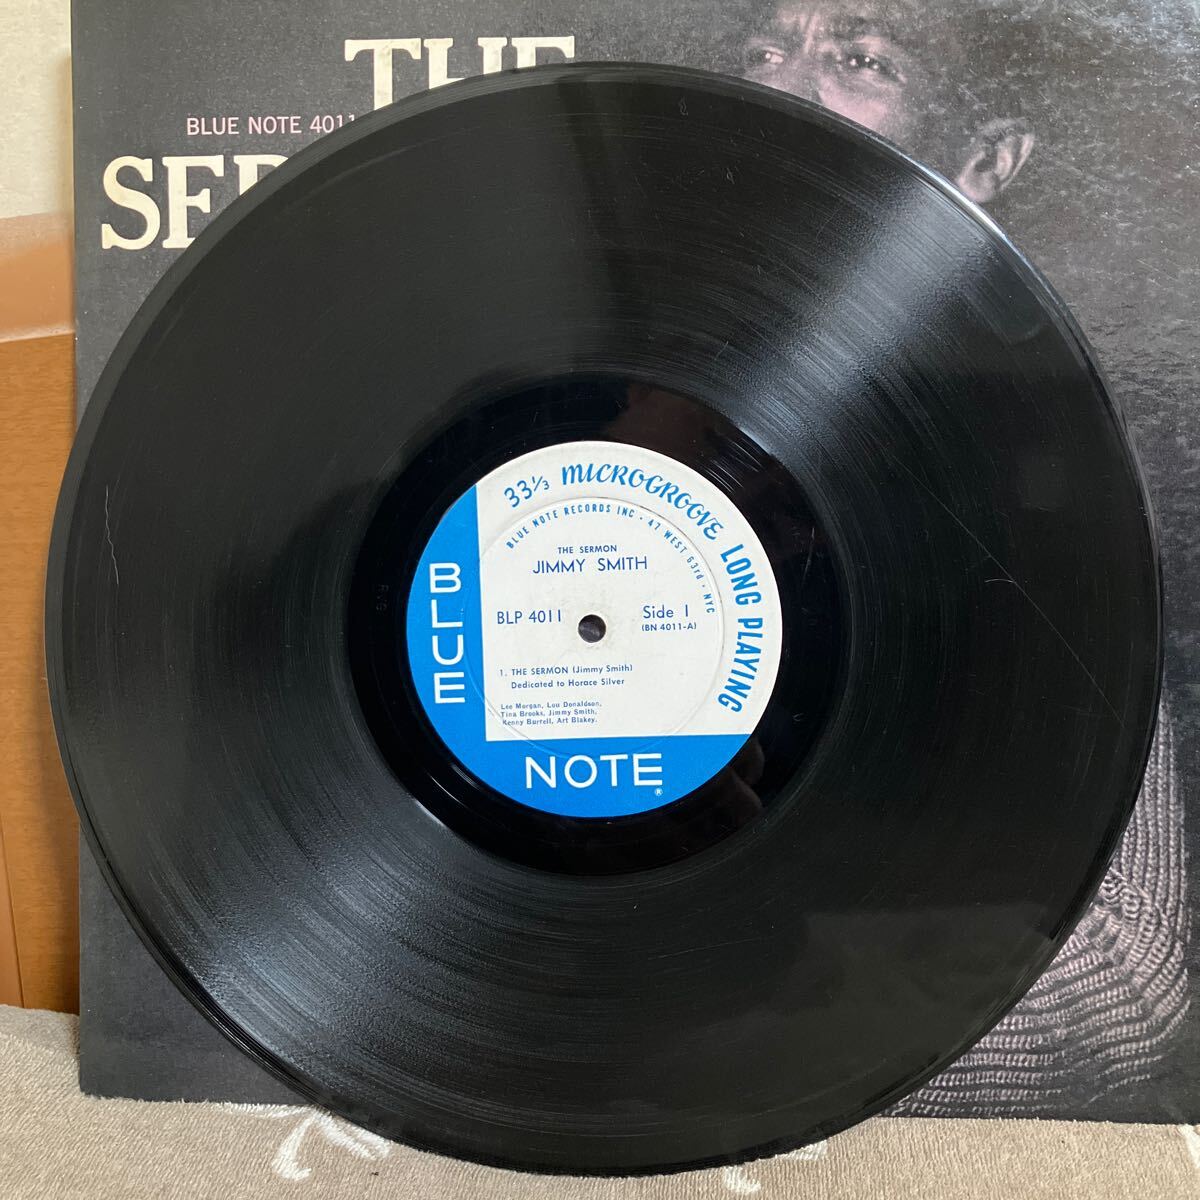 THE
BLUE NOTE 4011
SER
33 1/3 MICROGROOVE LONG PLAYING
BLUE NOTE RECORDS INC • 47 WEST 63rd • NYC
THE SERMON
JIMMY SMITH
BLP 4011
Side 1
(BN 4011-A)
1. THE SERMON (Jimmy Smith)
Dedicated to Horace Silver
Lee Morgan, Lou Donaldson,
Tina Brooks, Jimmy Smith,
Kenny Burrell, Art Blakey.
BLUE
NOTE
®